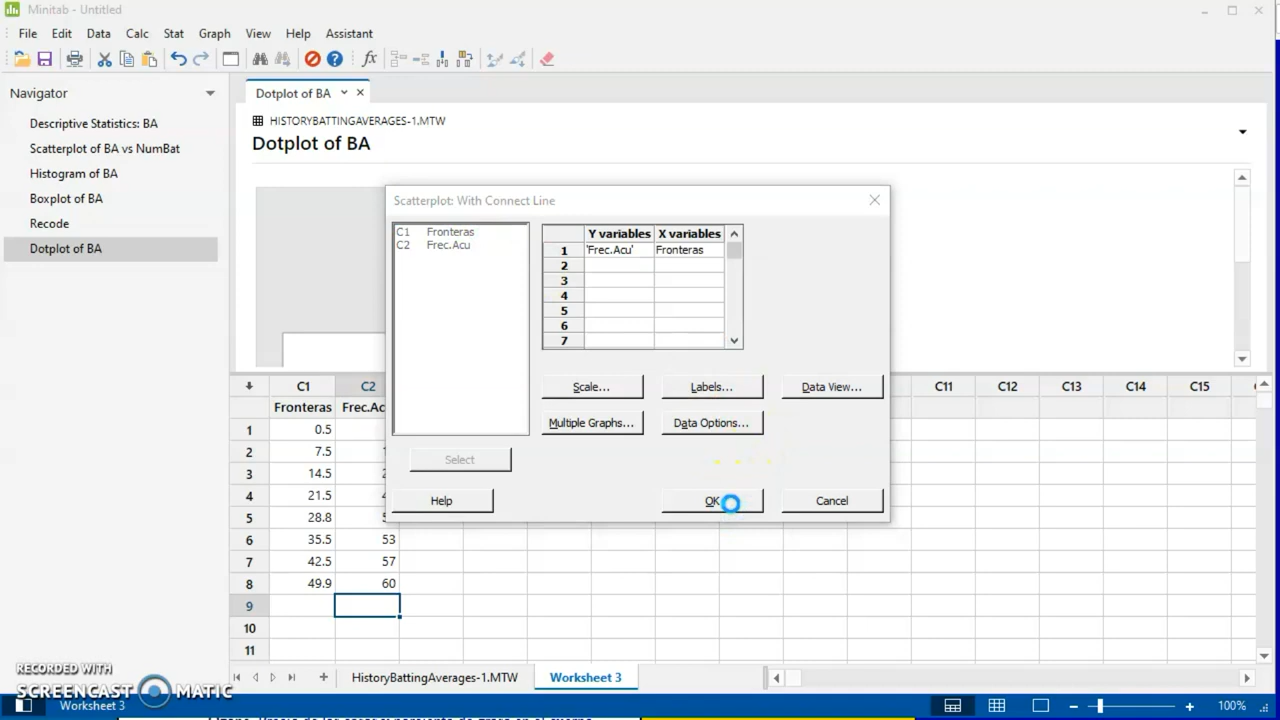 Minitab - Untitled
File Edit Data Calc Stat Graph View Help Assistant
Navigator
Descriptive Statistics: BA
Scatterplot of BA vs NumBat
Histogram of BA
Boxplot of BA
Recode
Dotplot of BA
Dotplot of BA
HISTORYBATTINGAVERAGES-1.MTW
Dotplot of BA
Scatterplot: With Connect Line
C1 Fronteras
C2 Frec.Acu
Y variables X variables
1 'Frec.Acu' Fronteras
2
3
4
5
6
7
Scale... Labels... Data View...
Multiple Graphs... Data Options...
Select
Help OK Cancel
C1 C2 C11 C12 C13 C14 C15
Fronteras Frec.Ac
1 0.5
2 7.5
3 14.5
4 21.5
5 28.8
6 35.5 53
7 42.5 57
8 49.9 60
9
10
11
HistoryBattingAverages-1.MTW Worksheet 3
RECORDED WITH
SCREENCAST MATIC
Worksheet 3
100%